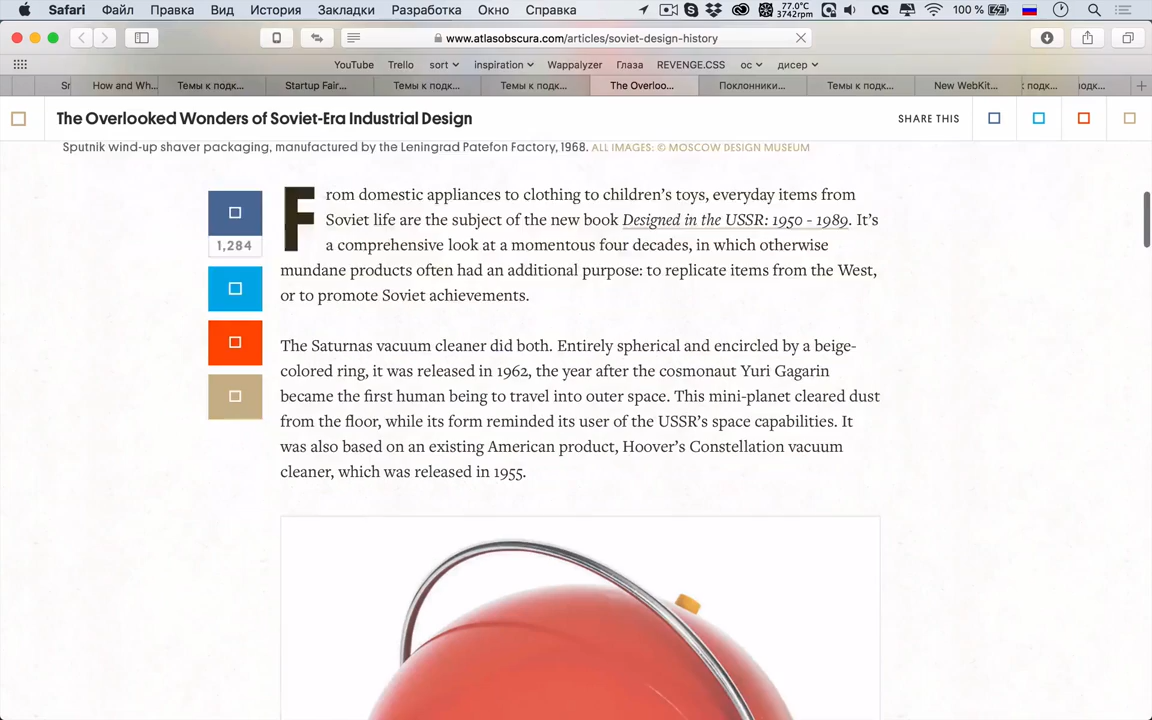 Safari Файл Правка Вид История Закладки Разработка Окно Справка 77.0°C 3742rpm 100 %
www.atlasobscura.com/articles/soviet-design-history
YouTube Trello sort inspiration Wappalyzer Глаза REVENGE.CSS ос дисер
Sr How and Wh... Темы к подк... Startup Fair... Темы к подк... Темы к подк... The Overloo... Поклонники... Темы к подк... New WebKit... к подк... юдк...
The Overlooked Wonders of Soviet-Era Industrial Design SHARE THIS
Sputnik wind-up shaver packaging, manufactured by the Leningrad Patefon Factory, 1968. ALL IMAGES: © MOSCOW DESIGN MUSEUM
From domestic appliances to clothing to children’s toys, everyday items from
Soviet life are the subject of the new book Designed in the USSR: 1950 - 1989. It’s
a comprehensive look at a momentous four decades, in which otherwise
mundane products often had an additional purpose: to replicate items from the West,
or to promote Soviet achievements.
1,284
The Saturnas vacuum cleaner did both. Entirely spherical and encircled by a beige-
colored ring, it was released in 1962, the year after the cosmonaut Yuri Gagarin
became the first human being to travel into outer space. This mini-planet cleared dust
from the floor, while its form reminded its user of the USSR’s space capabilities. It
was also based on an existing American product, Hoover’s Constellation vacuum
cleaner, which was released in 1955.